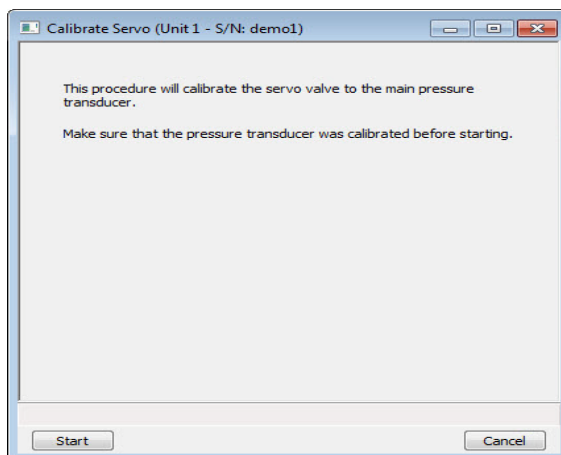 Calibrate Servo (Unit 1 - S/N: demo1)
This procedure will calibrate the servo valve to the main pressure
transducer.
Make sure that the pressure transducer was calibrated before starting.
Start
Cancel